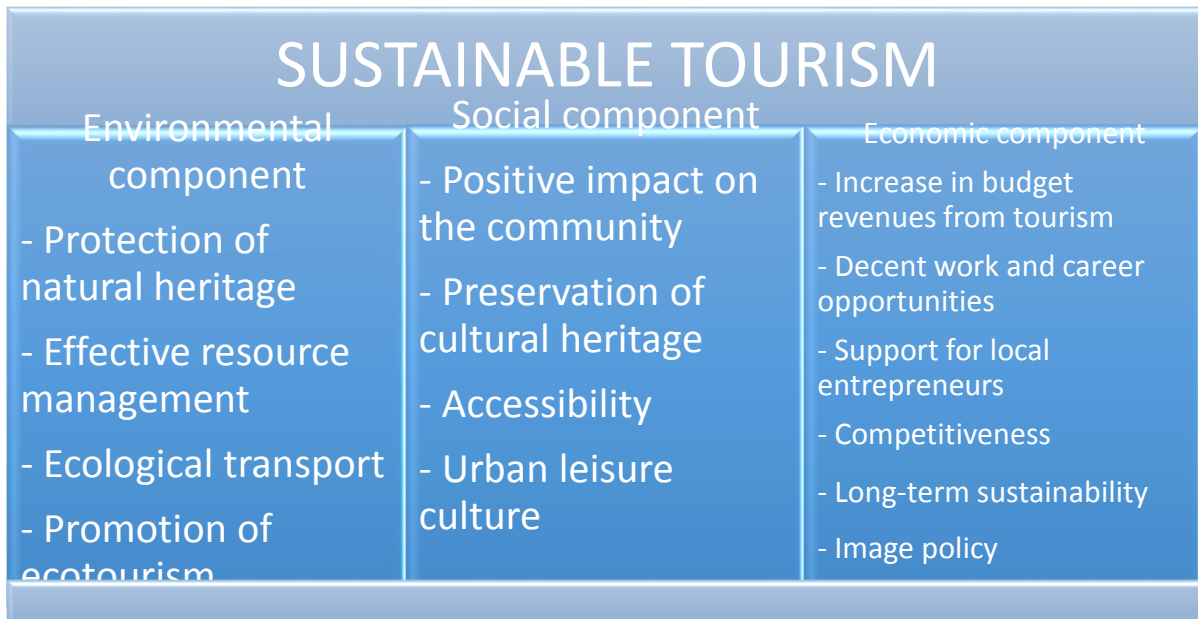 SUSTAINABLE TOURISM
Environmental
component
- Protection of
natural heritage
- Effective resource
management
- Ecological transport
- Promotion of
ecotourism
Social component
- Positive impact on
the community
- Preservation of
cultural heritage
- Accessibility
- Urban leisure
culture
Economic component
- Increase in budget
revenues from tourism
- Decent work and career
opportunities
- Support for local
entrepreneurs
- Competitiveness
- Long-term sustainability
- Image policy